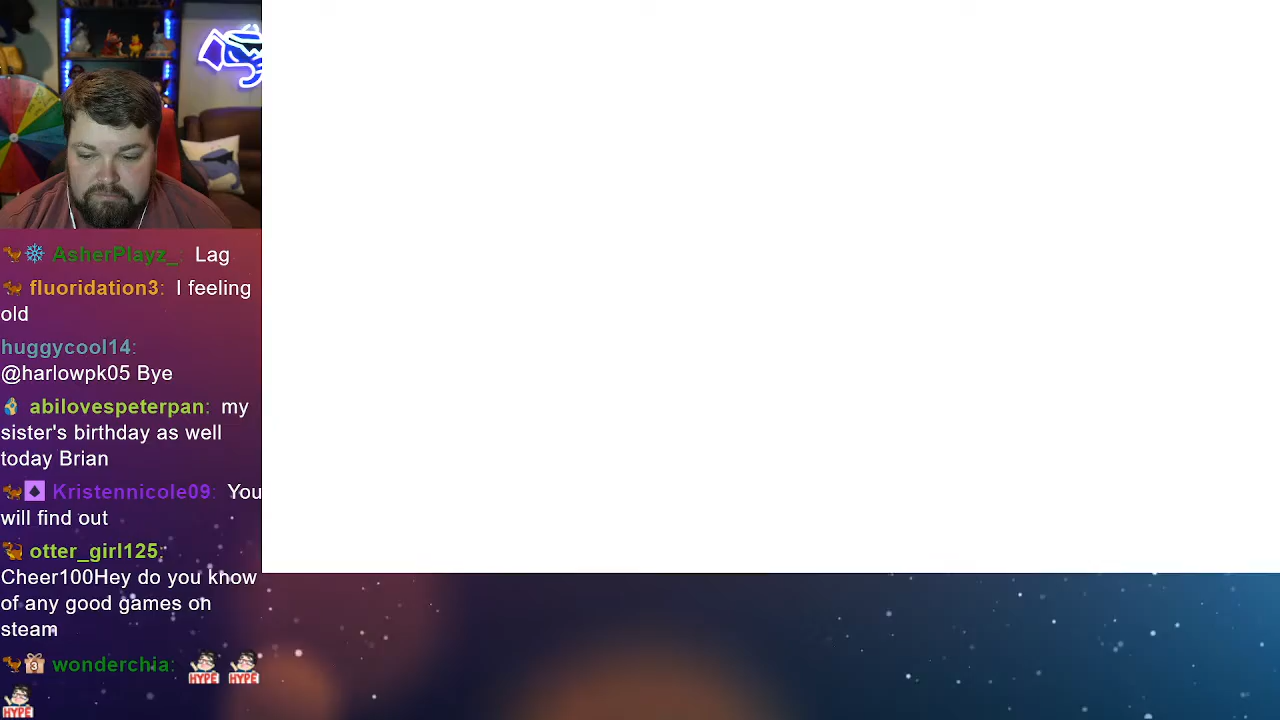 AsherPlayz_: Lag
fluoridation3: I feeling
old
huggycool14:
@harlowpk05 Bye
abilovespeterpan: my
sister's birthday as well
today Brian
Kristennicole09: You
will find out
otter_girl125:
Cheer100Hey do you know
of any good games on
steam
3 wonderchia: HYPE HYPE
HYPE